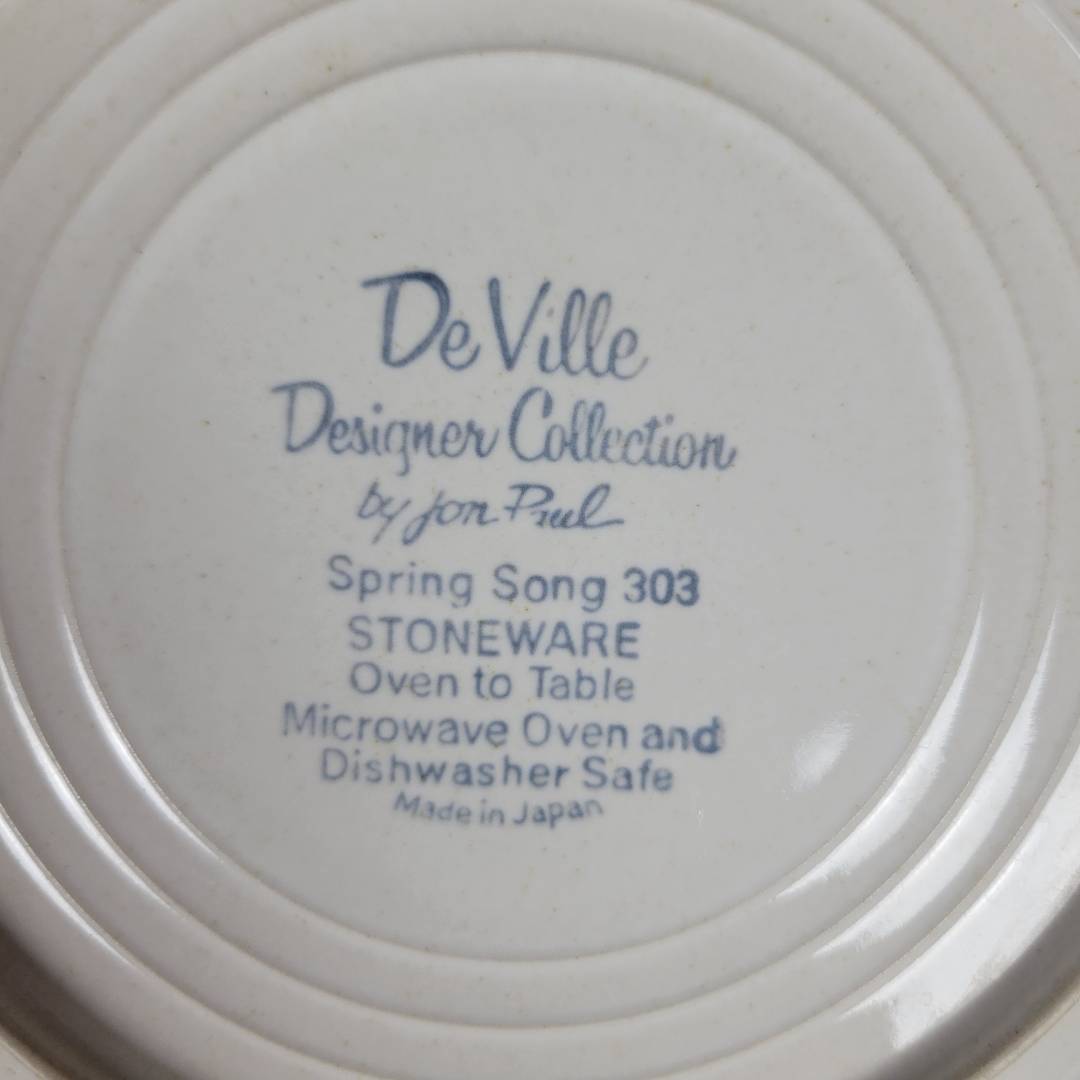 DeVille
Designer Collection
by Jon Paul
Spring Song 303
STONEWARE
Oven to Table
Microwave Oven and
Dishwasher Safe
Made in Japan